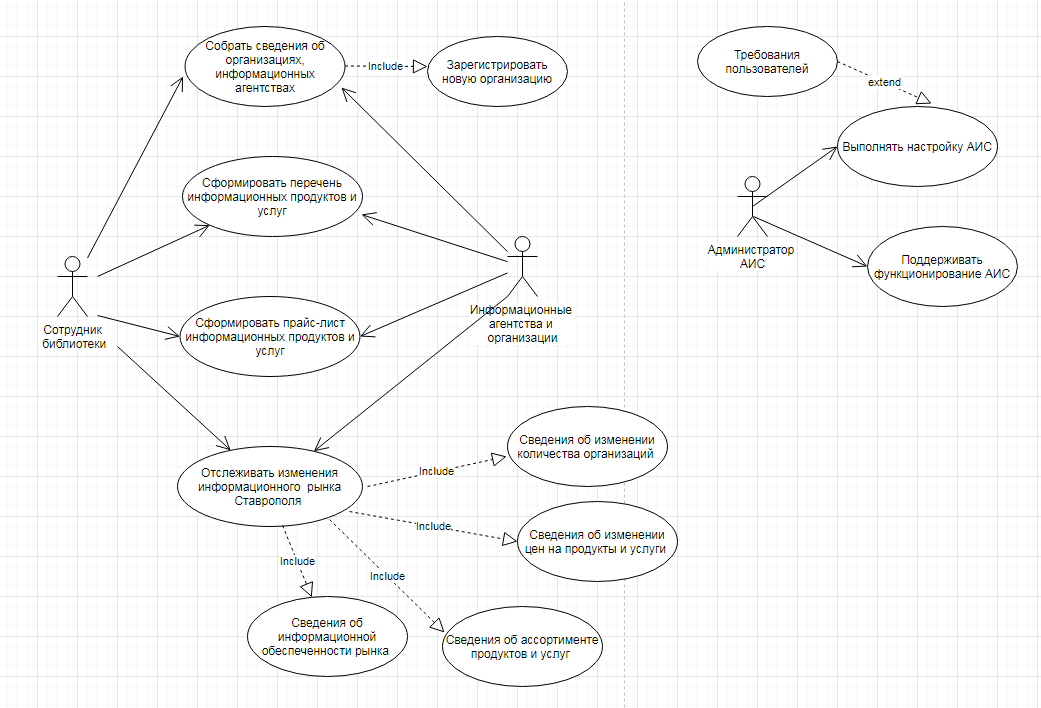 Собрать сведения об
организациях,
информационных
агентствах
Include
Зарегистрировать
новую организацию
Требования
пользователей
extend
Выполнять настройку АИС
Сформировать перечень
информационных продуктов и
услуг
Администратор
АИС
Поддерживать
функционирование АИС
Сотрудник
библиотеки
Сформировать прайс-лист
информационных продуктов и
услуг
Информационные
агентства и
организации
Отслеживать изменения
информационного рынка
Ставрополя
Include
Сведения об изменении
количества организаций
Include
Сведения об изменении
цен на продукты и услуги
Include
Include
Сведения об
информационной
обеспеченности рынка
Сведения об ассортименте
продуктов и услуг